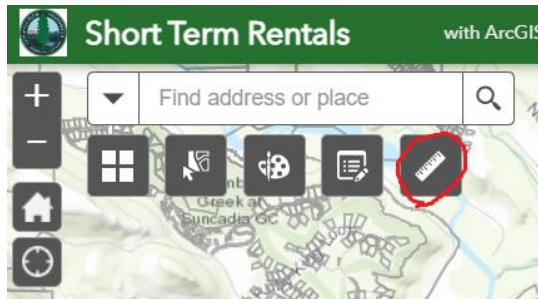 Short Term Rentals
with ArcGIS
Find address or place
Creek at
Suncadia GC